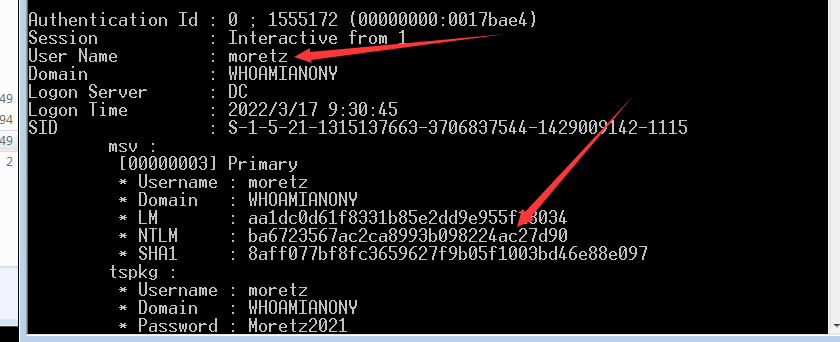 49
94
49
2
Authentication Id : 0 ; 1555172 (00000000:0017bae4)
Session : Interactive from 1
User Name : moretz
Domain : WHOAMIANONY
Logon Server : DC
Logon Time : 2022/3/17 9:30:45
SID : S-1-5-21-1315137663-3706837544-1429009142-1115
msv :
[00000003] Primary
* Username : moretz
* Domain : WHOAMIANONY
* LM :
* NTLM : ba6723567ac2ca8993b098224ac27d90
* SHA1 : 8aff077bf8fc3659627f9b05f1003bd46e88e097
tspkg :
* Username : moretz
* Domain : WHOAMIANONY
* Password : Moretz2021